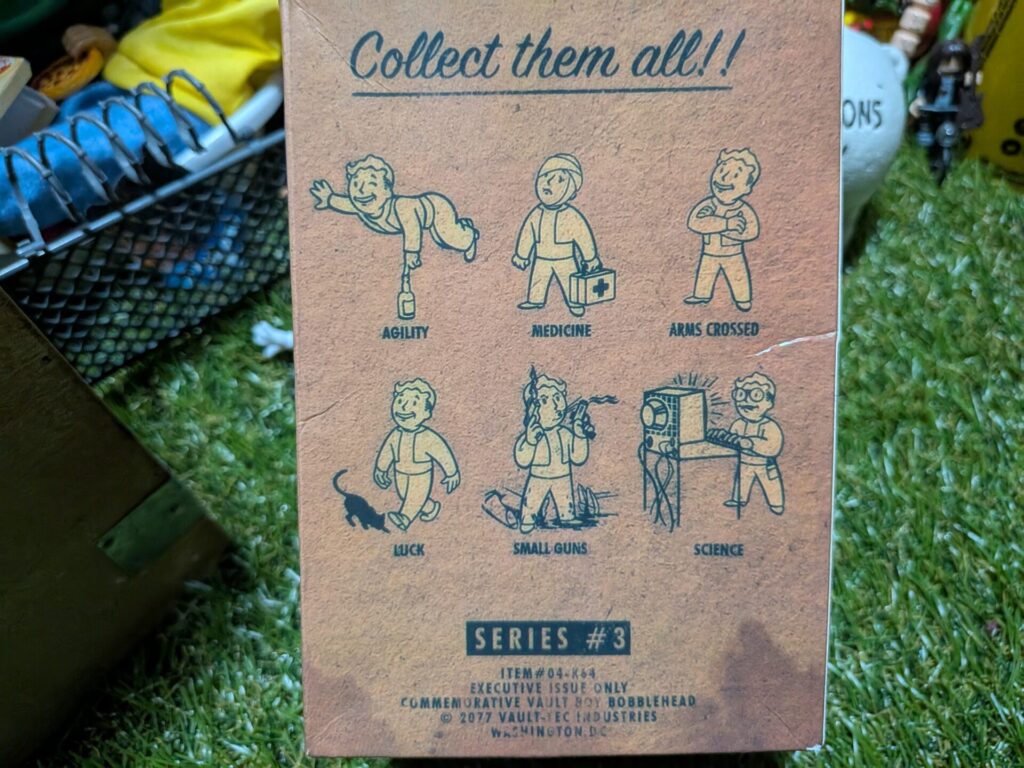 Collect them all!!
ONS
AGILITY
MEDICINE
ARMS CROSSED
LUCK
SMALL GUNS
SCIENCE
SERIES #3
ITEM#04-K64
EXECUTIVE ISSUE ONLY
COMMEMORATIVE VAULT BOY BOBBLEHEAD
© 2077 VAULT-TEC INDUSTRIES
WASHINGTON, DC